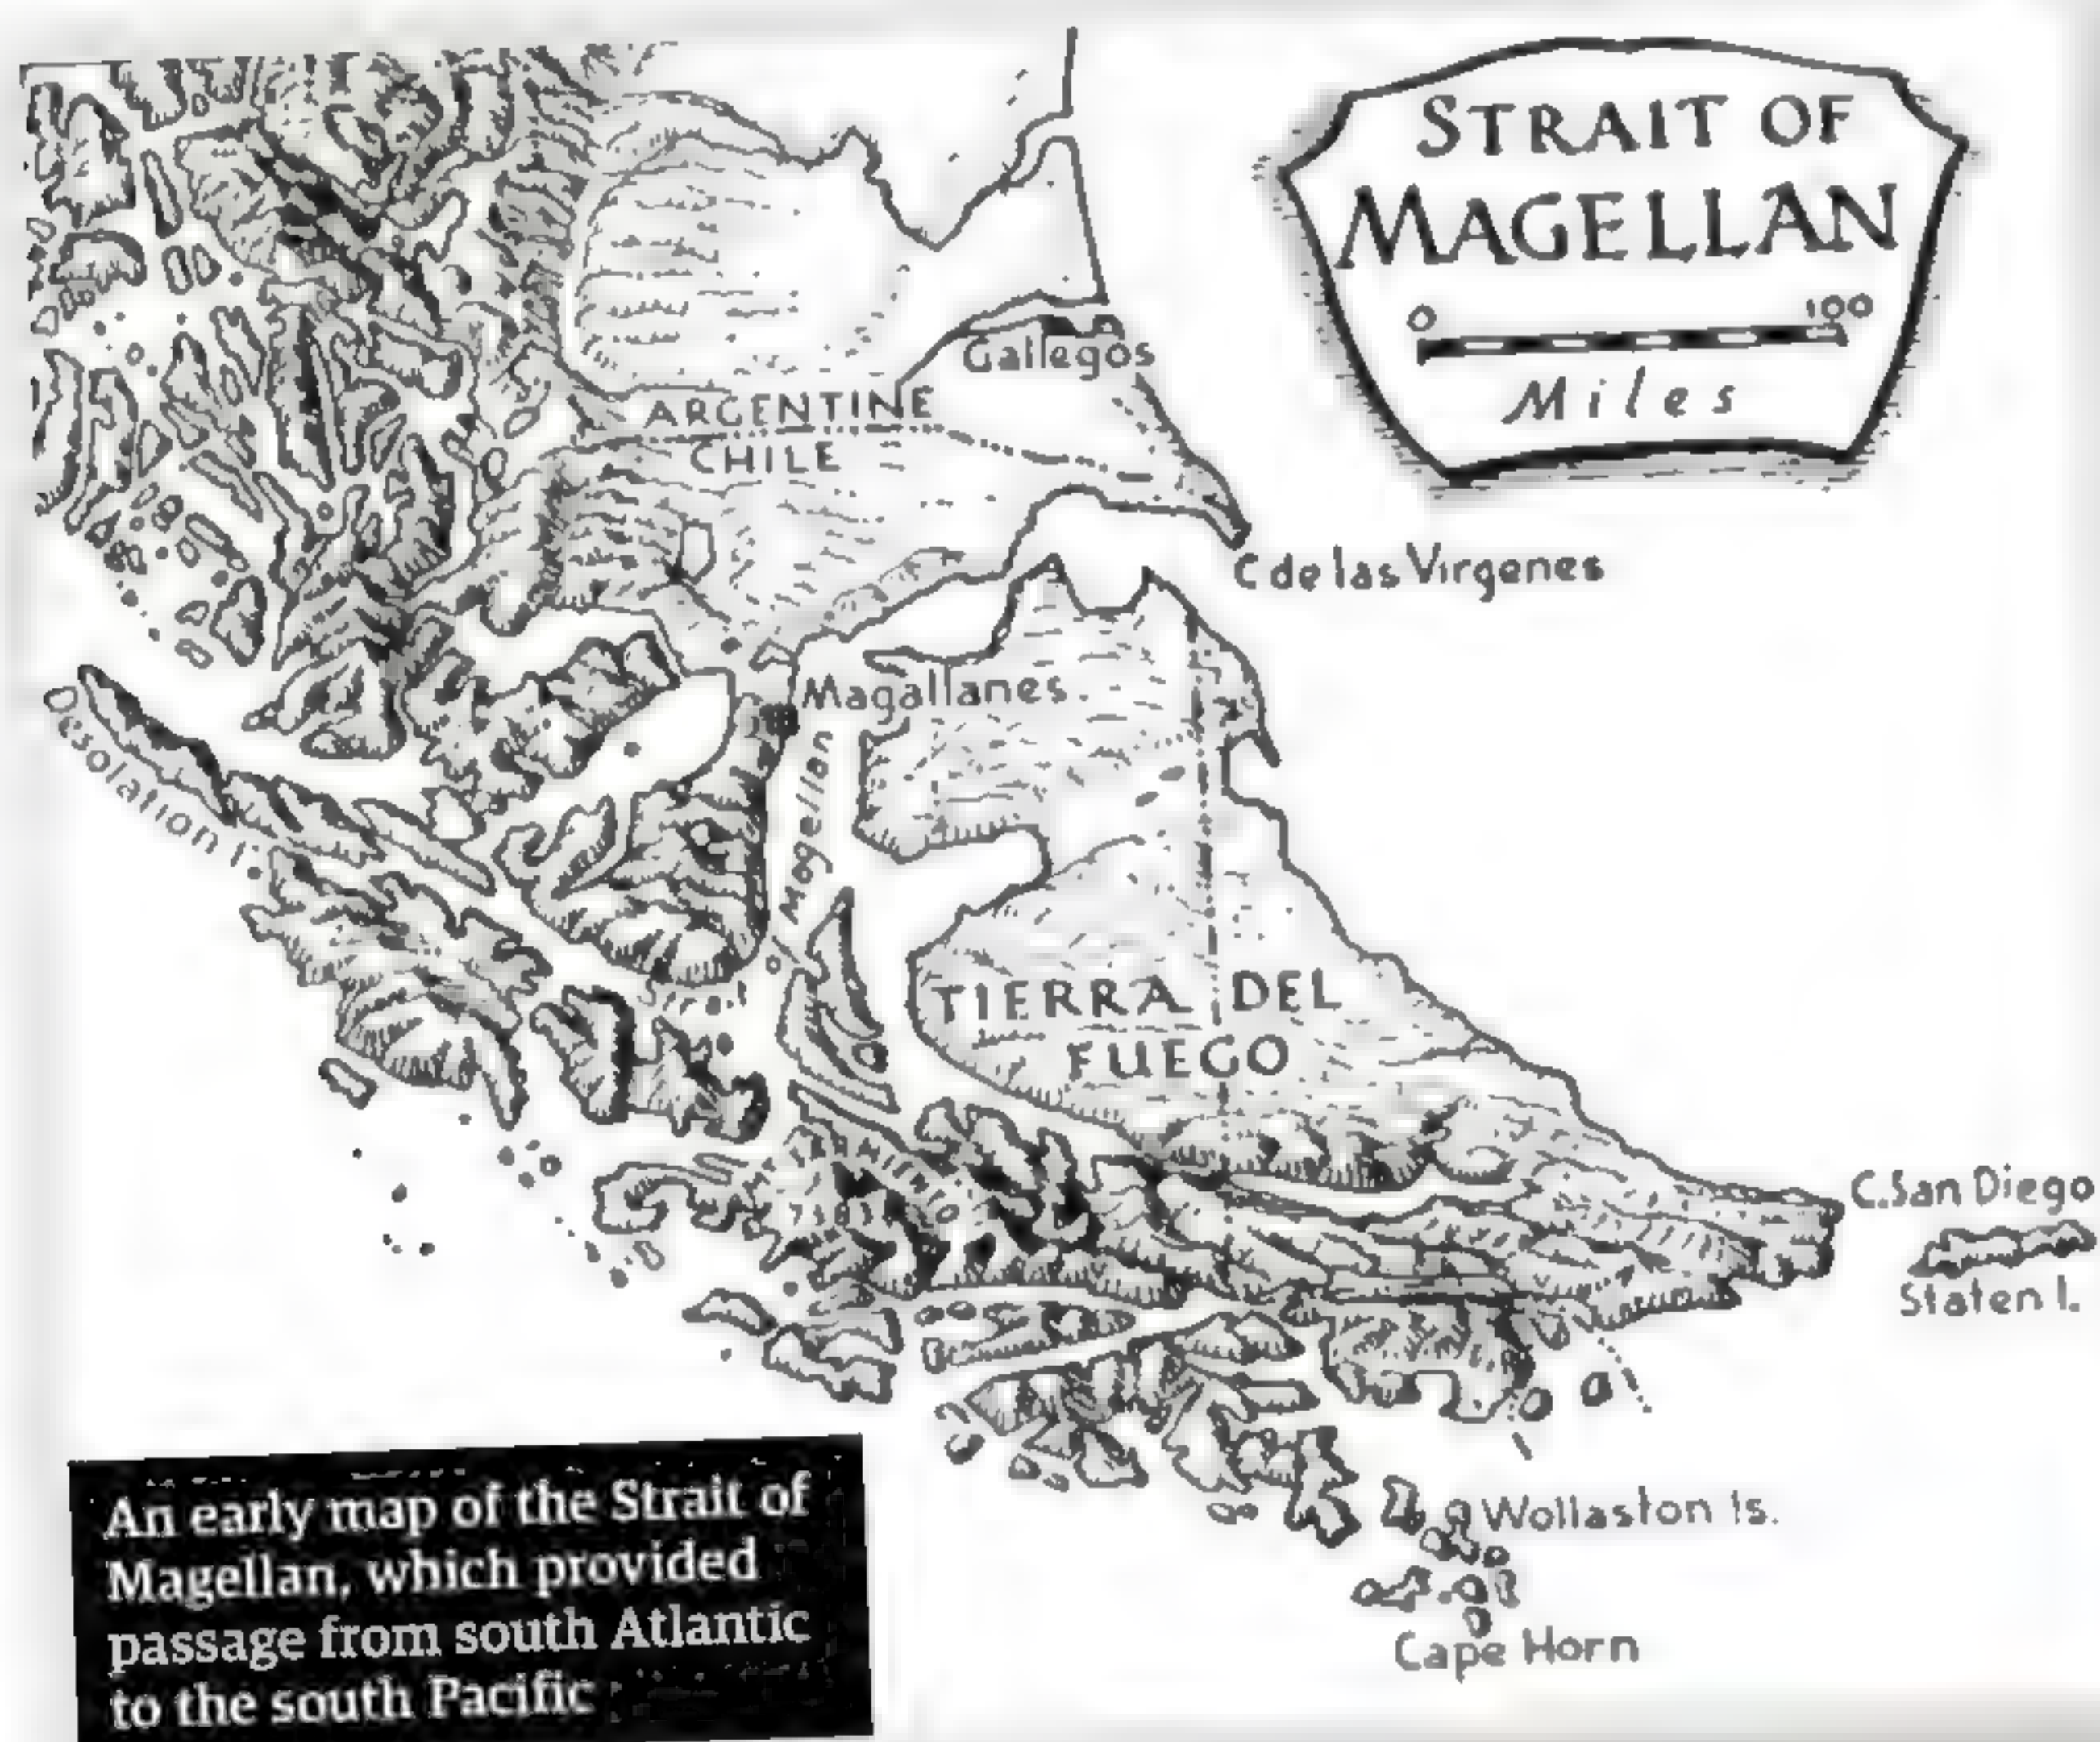 STRAIT OF
MAGELLAN
0 100
Miles
Gallegos
ARGENTINE
CHILE
C de las Virgenes
Magallanes
Desolation I.
Magellan
Strait
TIERRA DEL
FUEGO
C. San Diego
Staten I.
Wollaston Is.
Cape Horn
An early map of the Strait of
Magellan, which provided
passage from south Atlantic
to the south Pacific